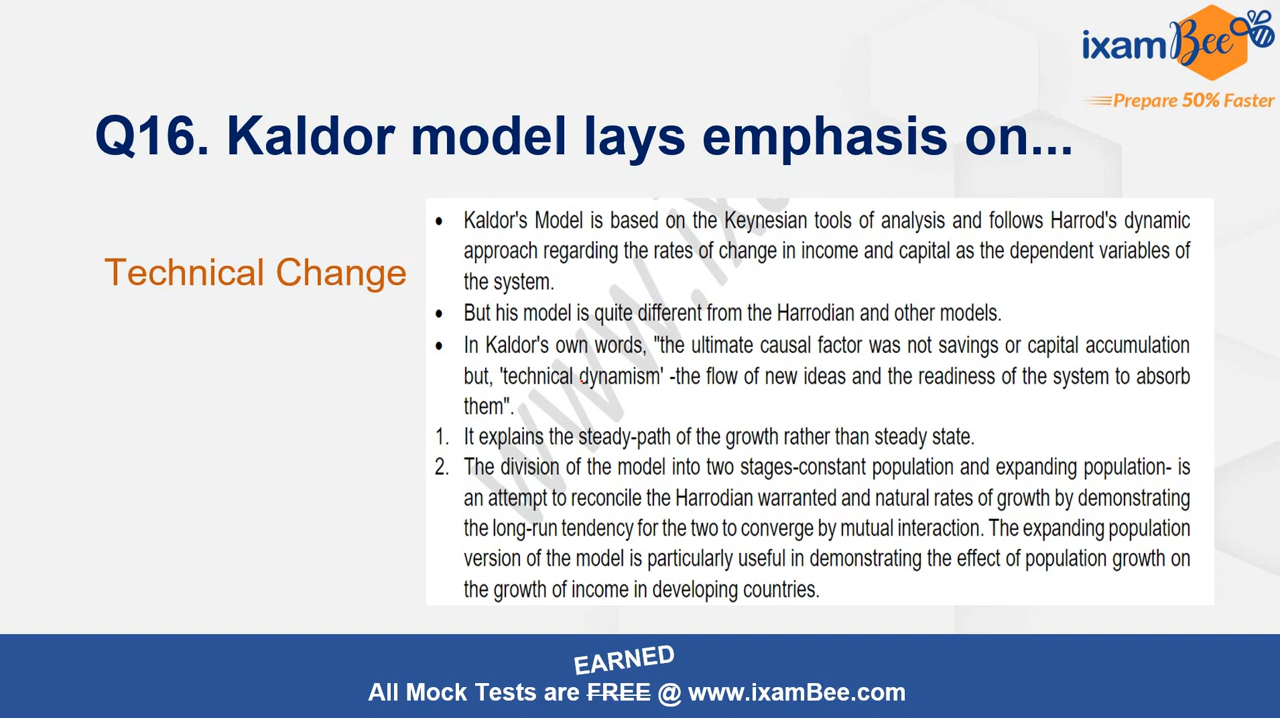 ixamBee
Prepare 50% Faster
Q16. Kaldor model lays emphasis on...
Technical Change
• Kaldor's Model is based on the Keynesian tools of analysis and follows Harrod's dynamic
approach regarding the rates of change in income and capital as the dependent variables of
the system.
• But his model is quite different from the Harrodian and other models.
• In Kaldor's own words, "the ultimate causal factor was not savings or capital accumulation
but, 'technical dynamism' -the flow of new ideas and the readiness of the system to absorb
them".
1. It explains the steady-path of the growth rather than steady state.
2. The division of the model into two stages-constant population and expanding population- is
an attempt to reconcile the Harrodian warranted and natural rates of growth by demonstrating
the long-run tendency for the two to converge by mutual interaction. The expanding population
version of the model is particularly useful in demonstrating the effect of population growth on
the growth of income in developing countries.
EARNED
All Mock Tests are FREE @ www.ixamBee.com